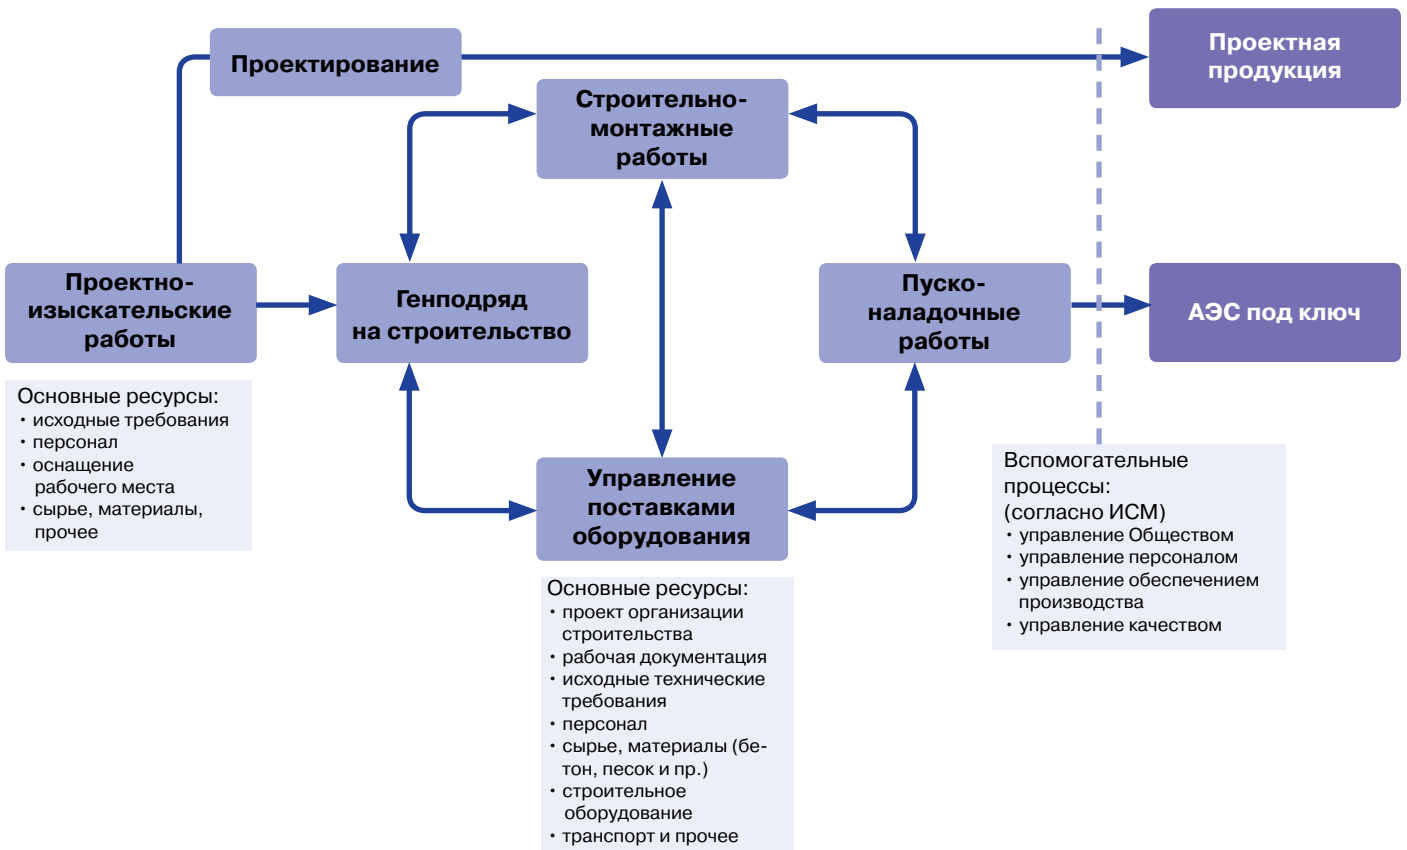 Проектирование
Проектная
продукция
Строительно-
монтажные
работы
Проектно-
изыскательские
работы
Генподряд
на строительство
Пуско-
наладочные
работы
АЭС под ключ
Основные ресурсы:
• исходные требования
• персонал
• оснащение
рабочего места
• сырье, материалы,
прочее
Управление
поставками
оборудования
Вспомогательные
процессы:
(согласно ИСМ)
• управление Обществом
• управление персоналом
• управление обеспечением
производства
• управление качеством
Основные ресурсы:
• проект организации
строительства
• рабочая документация
• исходные технические
требования
• персонал
• сырье, материалы (бе-
тон, песок и пр.)
• строительное
оборудование
• транспорт и прочее